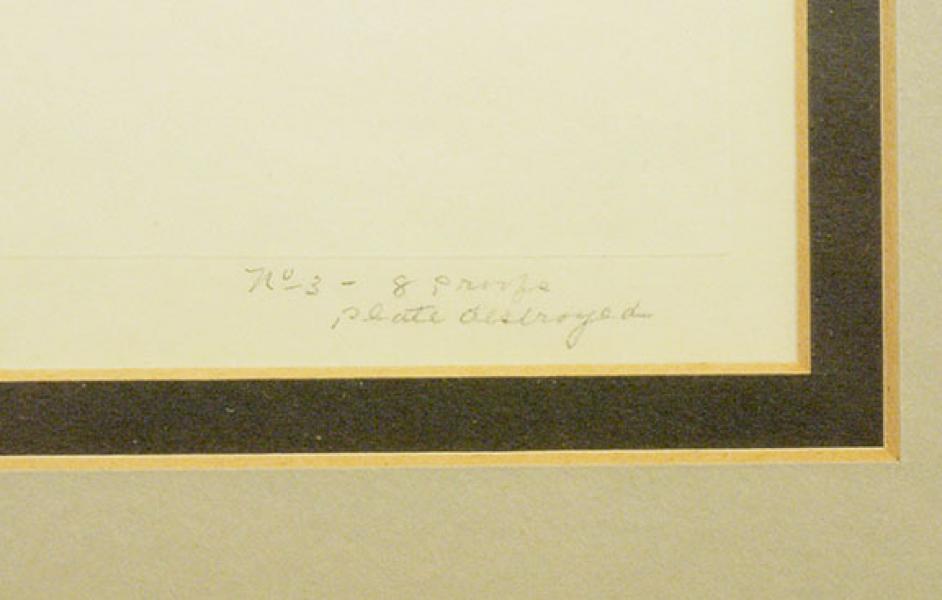 No 3 - 8 proofs
plate destroyed